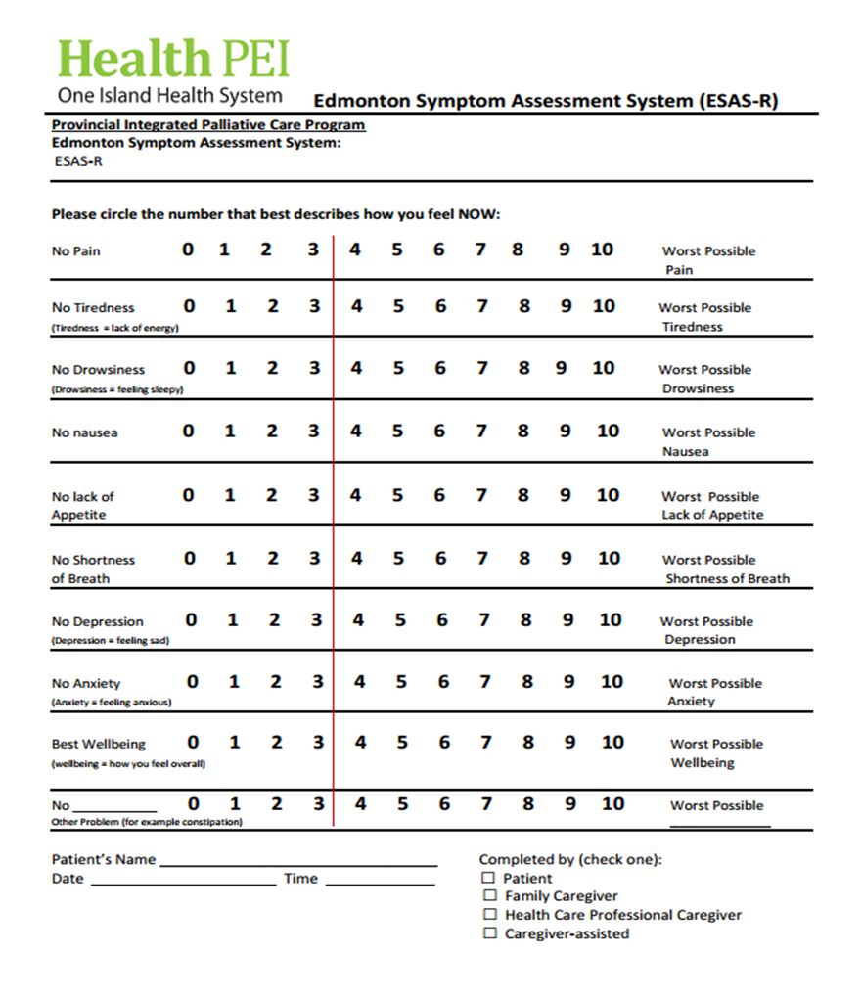 Health PEI
One Island Health System
Edmonton Symptom Assessment System (ESAS-R)
Provincial Integrated Palliative Care Program
Edmonton Symptom Assessment System:
ESAS-R
Please circle the number that best describes how you feel NOW:
No Pain 0 1 2 3 4 5 6 7 8 9 10 Worst Possible
Pain
No Tiredness 0 1 2 3 4 5 6 7 8 9 10 Worst Possible
(Tiredness = lack of energy) Tiredness
No Drowsiness 0 1 2 3 4 5 6 7 8 9 10 Worst Possible
(Drowsiness = feeling sleepy) Drowsiness
No nausea 0 1 2 3 4 5 6 7 8 9 10 Worst Possible
Nausea
No lack of 0 1 2 3 4 5 6 7 8 9 10 Worst Possible
Appetite Lack of Appetite
No Shortness 0 1 2 3 4 5 6 7 8 9 10 Worst Possible
of Breath Shortness of Breath
No Depression 0 1 2 3 4 5 6 7 8 9 10 Worst Possible
(Depression = feeling sad) Depression
No Anxiety 0 1 2 3 4 5 6 7 8 9 10 Worst Possible
(Anxiety = feeling anxious) Anxiety
Best Wellbeing 0 1 2 3 4 5 6 7 8 9 10 Worst Possible
(wellbeing = how you feel overall) Wellbeing
No ____________ 0 1 2 3 4 5 6 7 8 9 10 Worst Possible
Other Problem (for example constipation) ______________
Patient's Name ________________________________________ Completed by (check one):
Date __________________________ Time ________________ ☐ Patient
☐ Family Caregiver
☐ Health Care Professional Caregiver
☐ Caregiver-assisted